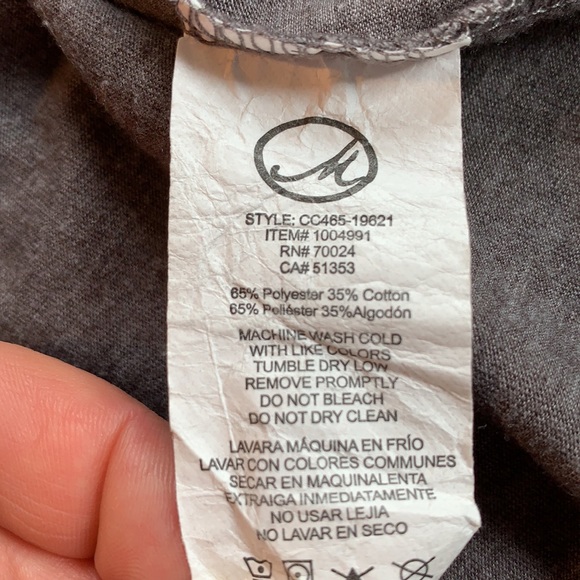 M
STYLE: CC465-19621
ITEM# 1004991
RN# 70024
CA# 51353
65% Polyester 35% Cotton
65% Poliéster 35%Algodón
MACHINE WASH COLD
WITH LIKE COLORS
TUMBLE DRY LOW
REMOVE PROMPTLY
DO NOT BLEACH
DO NOT DRY CLEAN
LAVARA MÁQUINA EN FRÍO
LAVAR CON COLORES COMMUNES
SECAR EN MAQUINALENTA
EXTRAIGA INMEDIATAMENTE
NO USAR LEJIA
NO LAVAR EN SECO